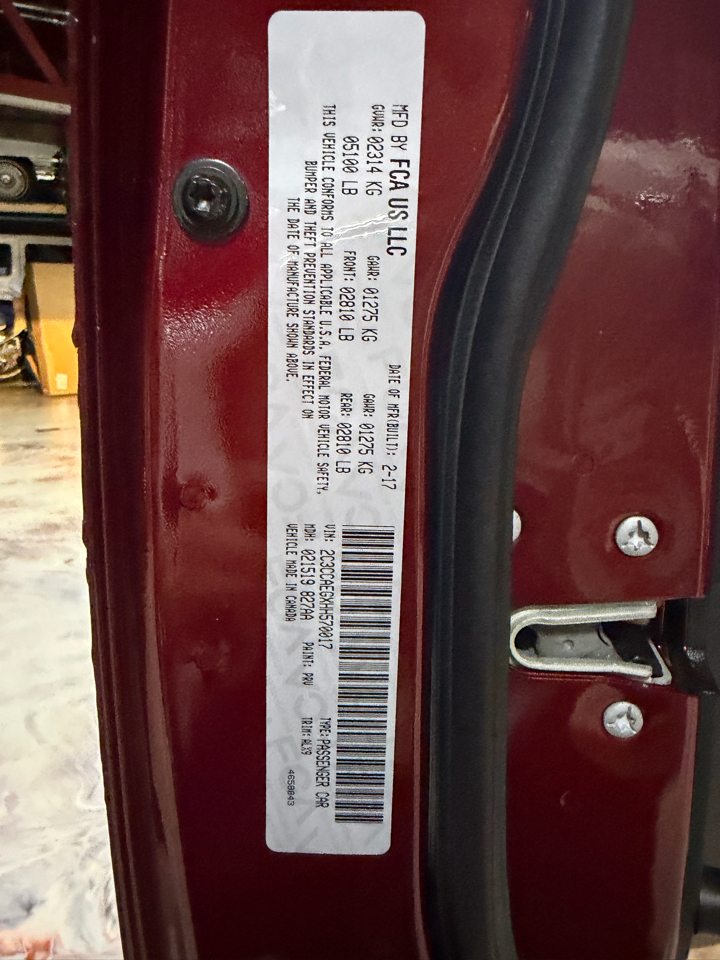 MFD BY FCA US LLC
DATE OF MFR(BUILT): 2-17
GVWR: 02314 KG GAWR: 01275 KG GAWR: 01275 KG
05100 LB FRONT: 02810 LB REAR: 02810 LB
THIS VEHICLE CONFORMS TO ALL APPLICABLE U.S.A. FEDERAL MOTOR VEHICLE SAFETY,
BUMPER AND THEFT PREVENTION STANDARDS IN EFFECT ON
THE DATE OF MANUFACTURE SHOWN ABOVE.
VIN: 2C3CCAEGXHH570017 TYPE: PASSENGER CAR
MDH: 021519 027AA PAINT: PRV TRIM: ALX9
VEHICLE MADE IN CANADA
4658843